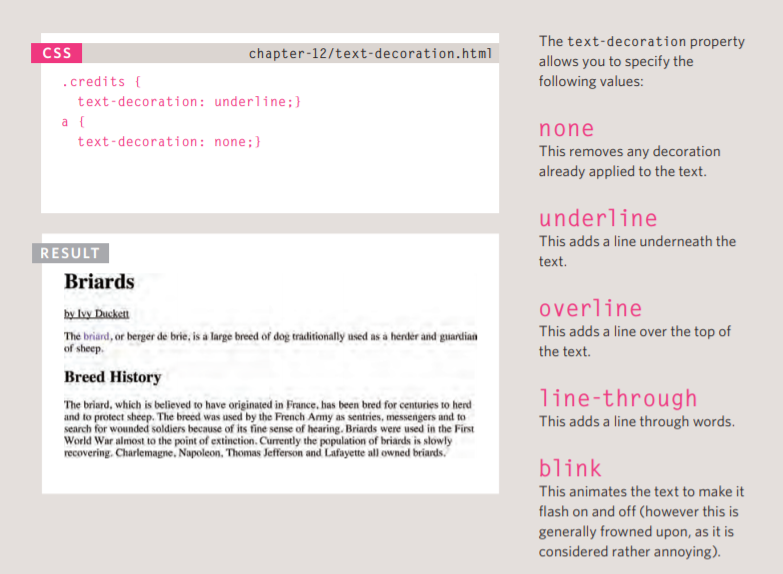 CSS
chapter-12/text-decoration.html
.credits {
  text-decoration: underline;}
a {
  text-decoration: none;}
RESULT
Briards
by Ivy Duckett
The briard, or berger de brie, is a large breed of dog traditionally used as a herder and guardian
of sheep.
Breed History
The briard, which is believed to have originated in France, has been bred for centuries to herd
and to protect sheep. The breed was used by the French Army as sentries, messengers and to
search for wounded soldiers because of its fine sense of hearing. Briards were used in the First
World War almost to the point of extinction. Currently the population of briards is slowly
recovering. Charlemagne, Napoleon, Thomas Jefferson and Lafayette all owned briards.
The text-decoration property
allows you to specify the
following values:
none
This removes any decoration
already applied to the text.
underline
This adds a line underneath the
text.
overline
This adds a line over the top of
the text.
line-through
This adds a line through words.
blink
This animates the text to make it
flash on and off (however this is
generally frowned upon, as it is
considered rather annoying).